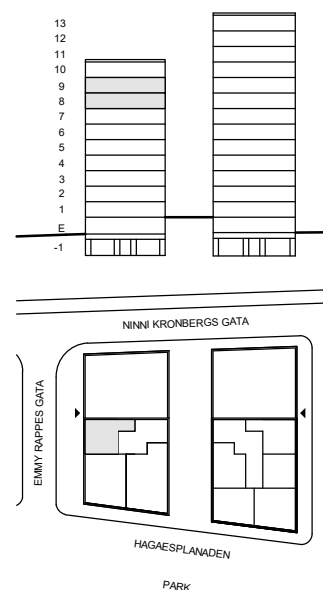 13
12
11
10
9
8
7
6
5
4
3
2
1
E
-1
NINNI KRONBERGS GATA
EMMY RAPPES GATA
HAGAESPLANADEN
PARK